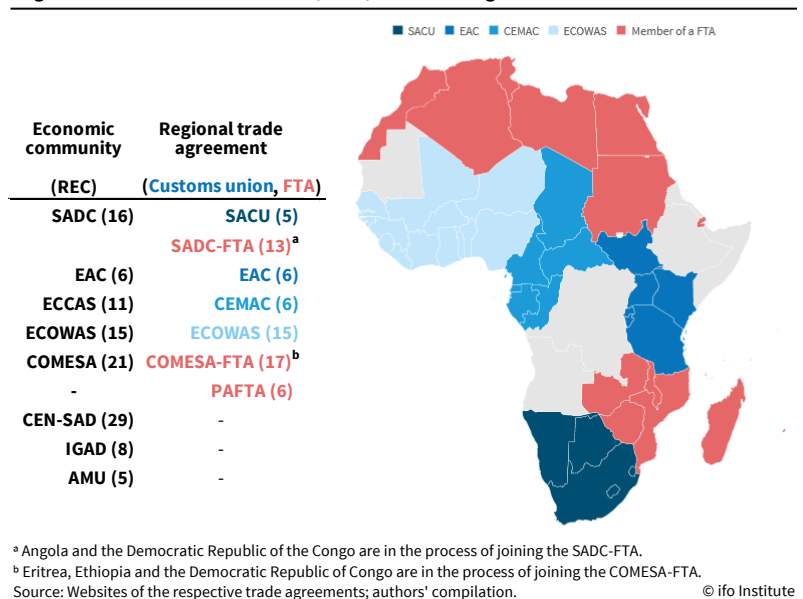 SACU EAC CEMAC ECOWAS Member of a FTA
Economic community Regional trade agreement
(REC) (Customs union, FTA)
SADC (16) SACU (5)
SADC-FTA (13)a
EAC (6) EAC (6)
ECCAS (11) CEMAC (6)
ECOWAS (15) ECOWAS (15)
COMESA (21) COMESA-FTA (17)b
- PAFTA (6)
CEN-SAD (29) -
IGAD (8) -
AMU (5) -
a Angola and the Democratic Republic of the Congo are in the process of joining the SADC-FTA.
b Eritrea, Ethiopia and the Democratic Republic of Congo are in the process of joining the COMESA-FTA.
Source: Websites of the respective trade agreements; authors' compilation. © ifo Institute